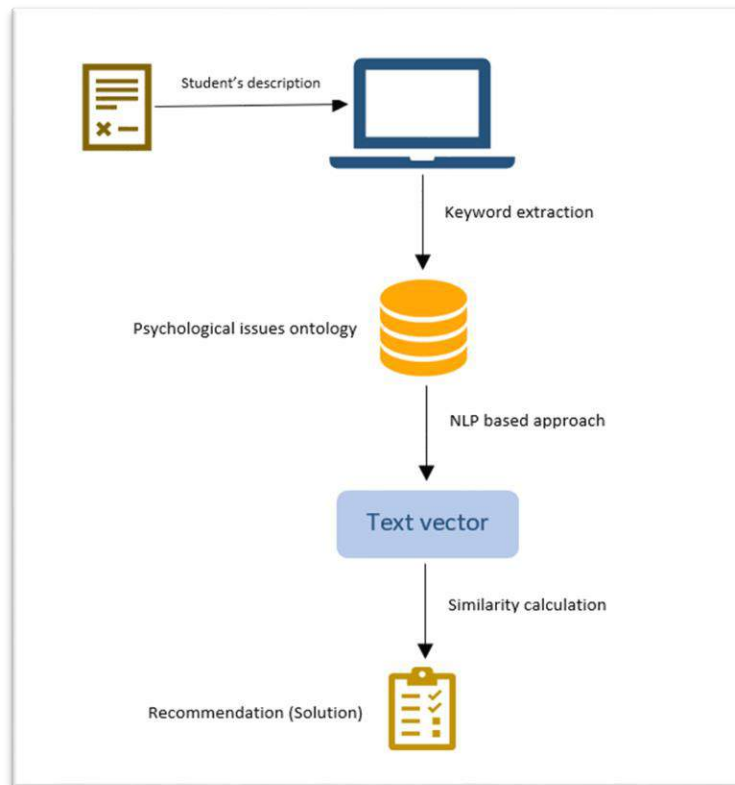 Student's description
Keyword extraction
Psychological issues ontology
NLP based approach
Text vector
Similarity calculation
Recommendation (Solution)